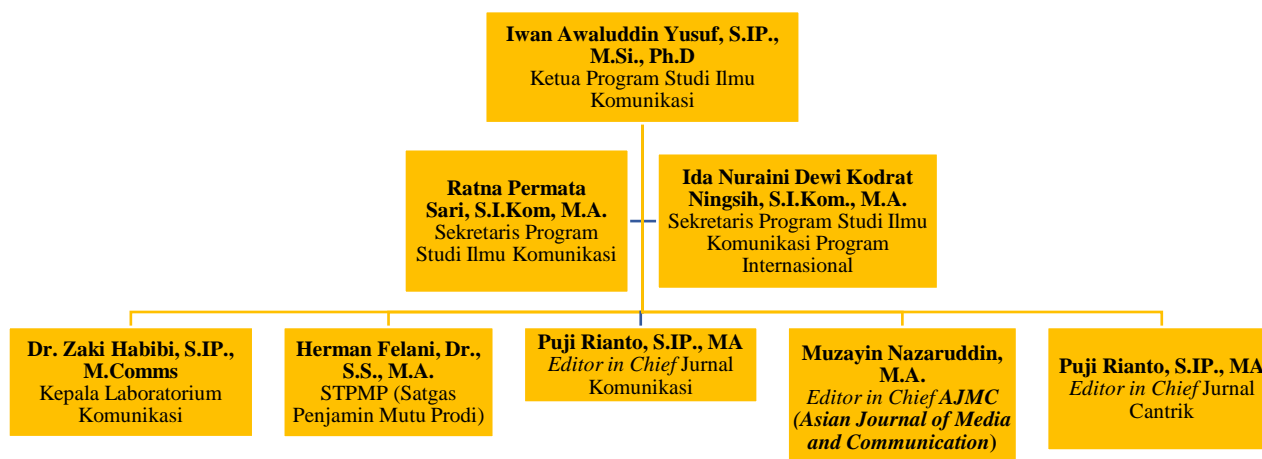 Iwan Awaluddin Yusuf, S.IP.,
M.Si., Ph.D
Ketua Program Studi Ilmu
Komunikasi
Ratna Permata
Sari, S.I.Kom, M.A.
Sekretaris Program
Studi Ilmu Komunikasi
Ida Nuraini Dewi Kodrat
Ningsih, S.I.Kom., M.A.
Sekretaris Program Studi Ilmu
Komunikasi Program
Internasional
Dr. Zaki Habibi, S.IP.,
M.Comms
Kepala Laboratorium
Komunikasi
Herman Felani, Dr.,
S.S., M.A.
STPMP (Satgas
Penjamin Mutu Prodi)
Puji Rianto, S.IP., MA
Editor in Chief Jurnal
Komunikasi
Muzayin Nazaruddin,
M.A.
Editor in Chief AJMC
(Asian Journal of Media
and Communication)
Puji Rianto, S.IP., MA
Editor in Chief Jurnal
Cantrik